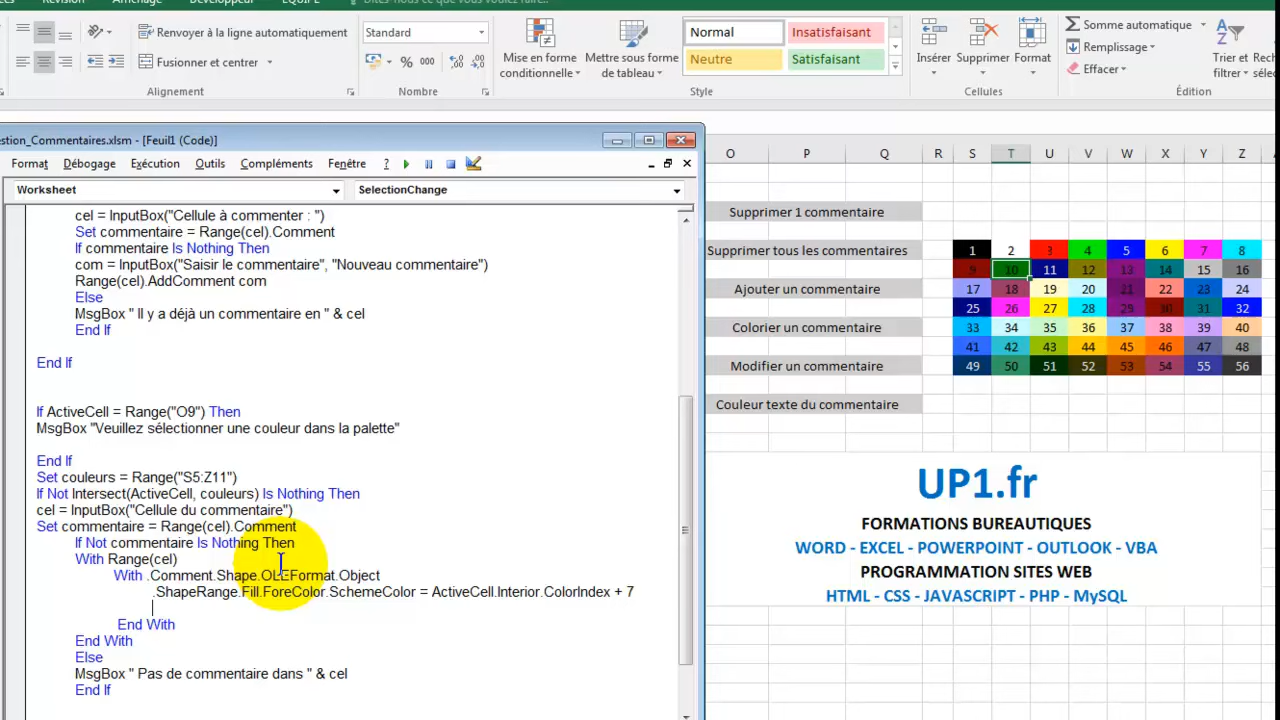 Révision Affichage Développeur ÉQUIPE Dites-nous ce que vous voulez faire...
Renvoyer à la ligne automatiquement
Standard
Normal
Insatisfaisant
Somme automatique
Fusionner et centrer
% 000
Mise en forme conditionnelle
Mettre sous forme de tableau
Neutre
Satisfaisant
Insérer Supprimer Format
Remplissage
Effacer
Trier et filtrer
Alignement
Nombre
Style
Cellules
Édition
estion_Commentaires.xlsm - [Feuil1 (Code)]
Format Débogage Exécution Outils Compléments Fenêtre ?
Worksheet
SelectionChange
cel = InputBox("Cellule à commenter : ")
Set commentaire = Range(cel).Comment
If commentaire Is Nothing Then
com = InputBox("Saisir le commentaire", "Nouveau commentaire")
Range(cel).AddComment com
Else
MsgBox " Il y a déjà un commentaire en " & cel
End If
End If
If ActiveCell = Range("O9") Then
MsgBox "Veuillez sélectionner une couleur dans la palette"
End If
Set couleurs = Range("S5:Z11")
If Not Intersect(ActiveCell, couleurs) Is Nothing Then
cel = InputBox("Cellule du commentaire")
Set commentaire = Range(cel).Comment
If Not commentaire Is Nothing Then
With Range(cel)
With .Comment.Shape.OLEFormat.Object
.ShapeRange.Fill.ForeColor.SchemeColor = ActiveCell.Interior.ColorIndex + 7
End With
End With
Else
MsgBox " Pas de commentaire dans " & cel
End If
O P Q R S T U V W X Y Z
Supprimer 1 commentaire
Supprimer tous les commentaires
1 2 3 4 5 6 7 8
9 10 11 12 13 14 15 16
Ajouter un commentaire
17 18 19 20 21 22 23 24
25 26 27 28 29 30 31 32
Colorier un commentaire
33 34 35 36 37 38 39 40
41 42 43 44 45 46 47 48
Modifier un commentaire
49 50 51 52 53 54 55 56
Couleur texte du commentaire
UP1.fr
FORMATIONS BUREAUTIQUES
WORD - EXCEL - POWERPOINT - OUTLOOK - VBA
PROGRAMMATION SITES WEB
HTML - CSS - JAVASCRIPT - PHP - MySQL